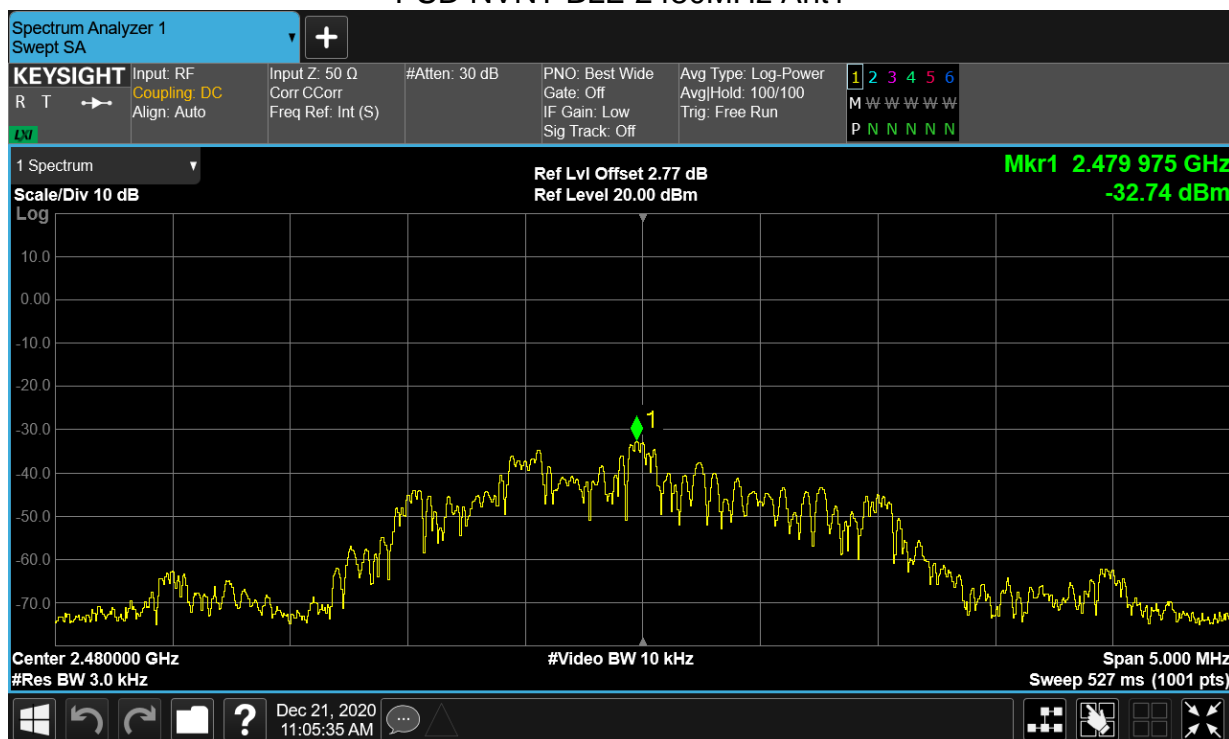 Spectrum Analyzer 1
Swept SA
KEYSIGHT
R T
LXI
Input: RF
Coupling: DC
Align: Auto
Input Z: 50 Ω
Corr CCorr
Freq Ref: Int (S)
#Atten: 30 dB
PNO: Best Wide
Gate: Off
IF Gain: Low
Sig Track: Off
Avg Type: Log-Power
Avg|Hold: 100/100
Trig: Free Run
1 2 3 4 5 6
M W W W W W
P N N N N N
1 Spectrum
Scale/Div 10 dB
Log
Ref Lvl Offset 2.77 dB
Ref Level 20.00 dBm
Mkr1 2.479 975 GHz
-32.74 dBm
10.0
0.00
-10.0
-20.0
1
-30.0
-40.0
-50.0
-60.0
-70.0
Center 2.480000 GHz
#Res BW 3.0 kHz
#Video BW 10 kHz
Span 5.000 MHz
Sweep 527 ms (1001 pts)
?
Dec 21, 2020
11:05:35 AM